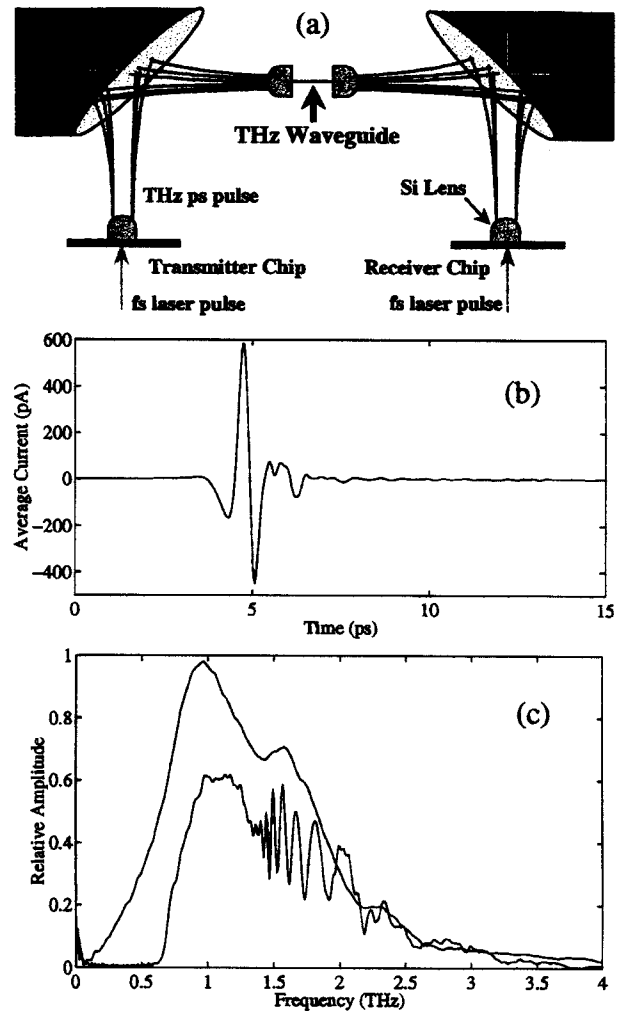 (a)
THz Waveguide
THz ps pulse
Si Lens
Transmitter Chip
Receiver Chip
fs laser pulse
fs laser pulse
600
400
200
0
−200
−400
Average Current (pA)
(b)
0
5
10
15
Time (ps)
1
0.8
0.6
0.4
0.2
0
Relative Amplitude
(c)
0
0.5
1
1.5
2
2.5
3
3.5
4
Frequency (THz)